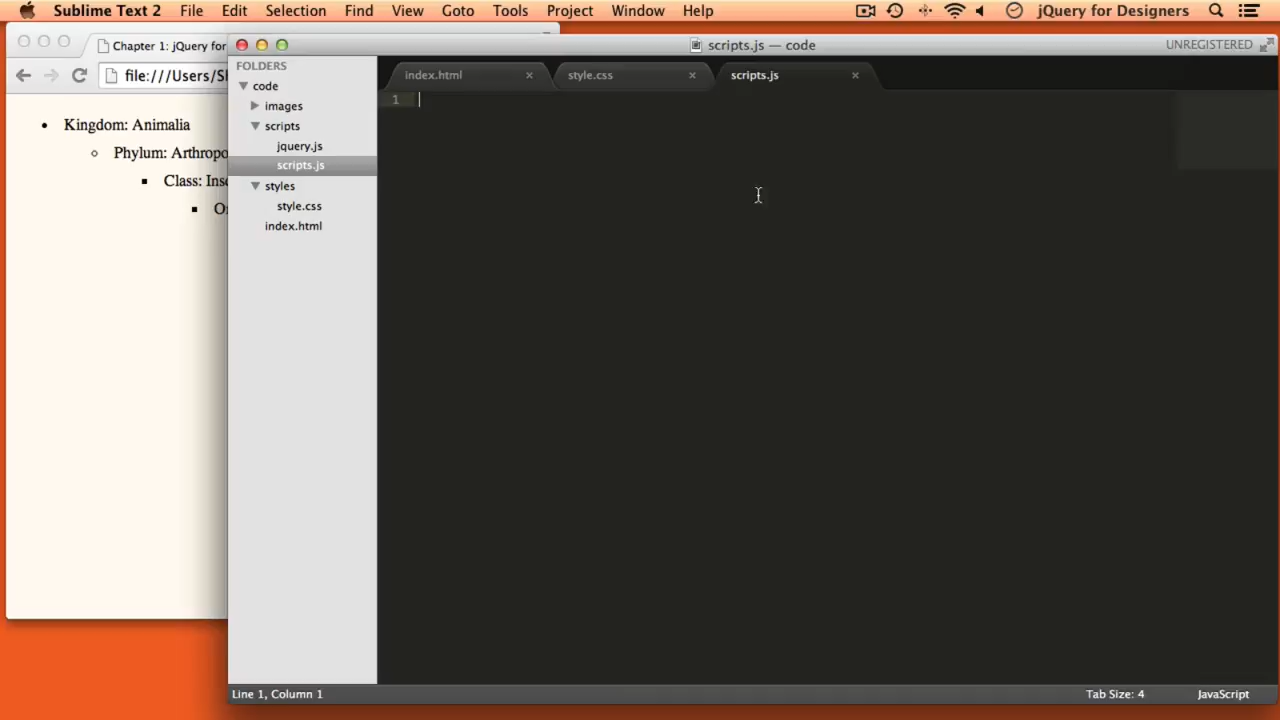 Sublime Text 2 File Edit Selection Find View Goto Tools Project Window Help jQuery for Designers
Chapter 1: jQuery for
file:///Users/S
Kingdom: Animalia
Phylum: Arthropo
Class: Inse
scripts.js — code
UNREGISTERED
FOLDERS
code
images
scripts
jquery.js
scripts.js
styles
style.css
index.html
index.html
style.css
scripts.js
1
Line 1, Column 1
Tab Size: 4
JavaScript